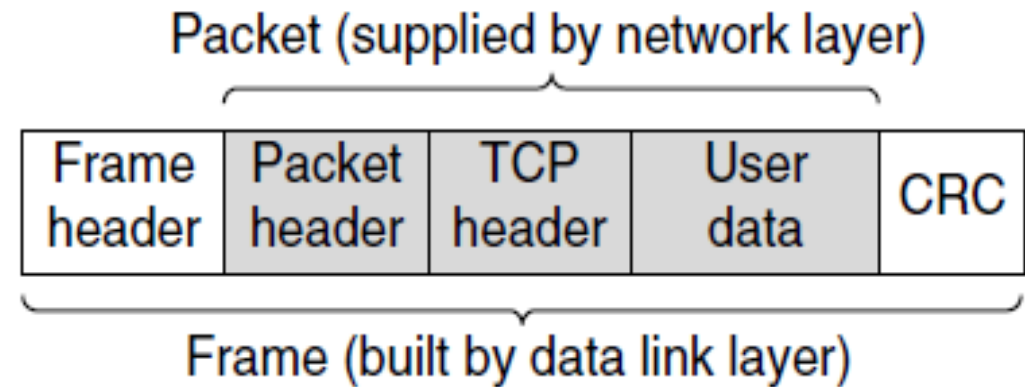 Packet (supplied by network layer)
Frame header
Packet header
TCP header
User data
CRC
Frame (built by data link layer)